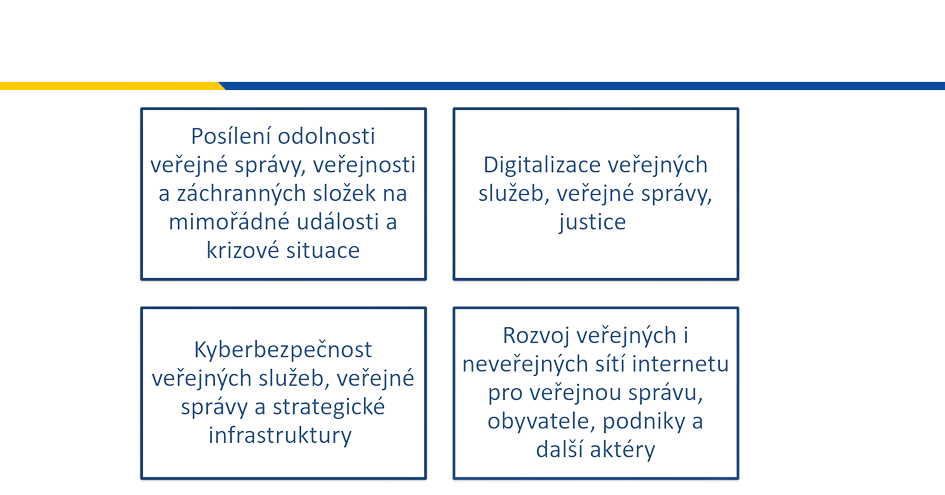 Posílení odolnosti
veřejné správy, veřejnosti
a záchranných složek na
mimořádné události a
krizové situace
Digitalizace veřejných
služeb, veřejné správy,
justice
Kyberbezpečnost
veřejných služeb, veřejné
správy a strategické
infrastruktury
Rozvoj veřejných i
neveřejných sítí internetu
pro veřejnou správu,
obyvatele, podniky a
další aktéry